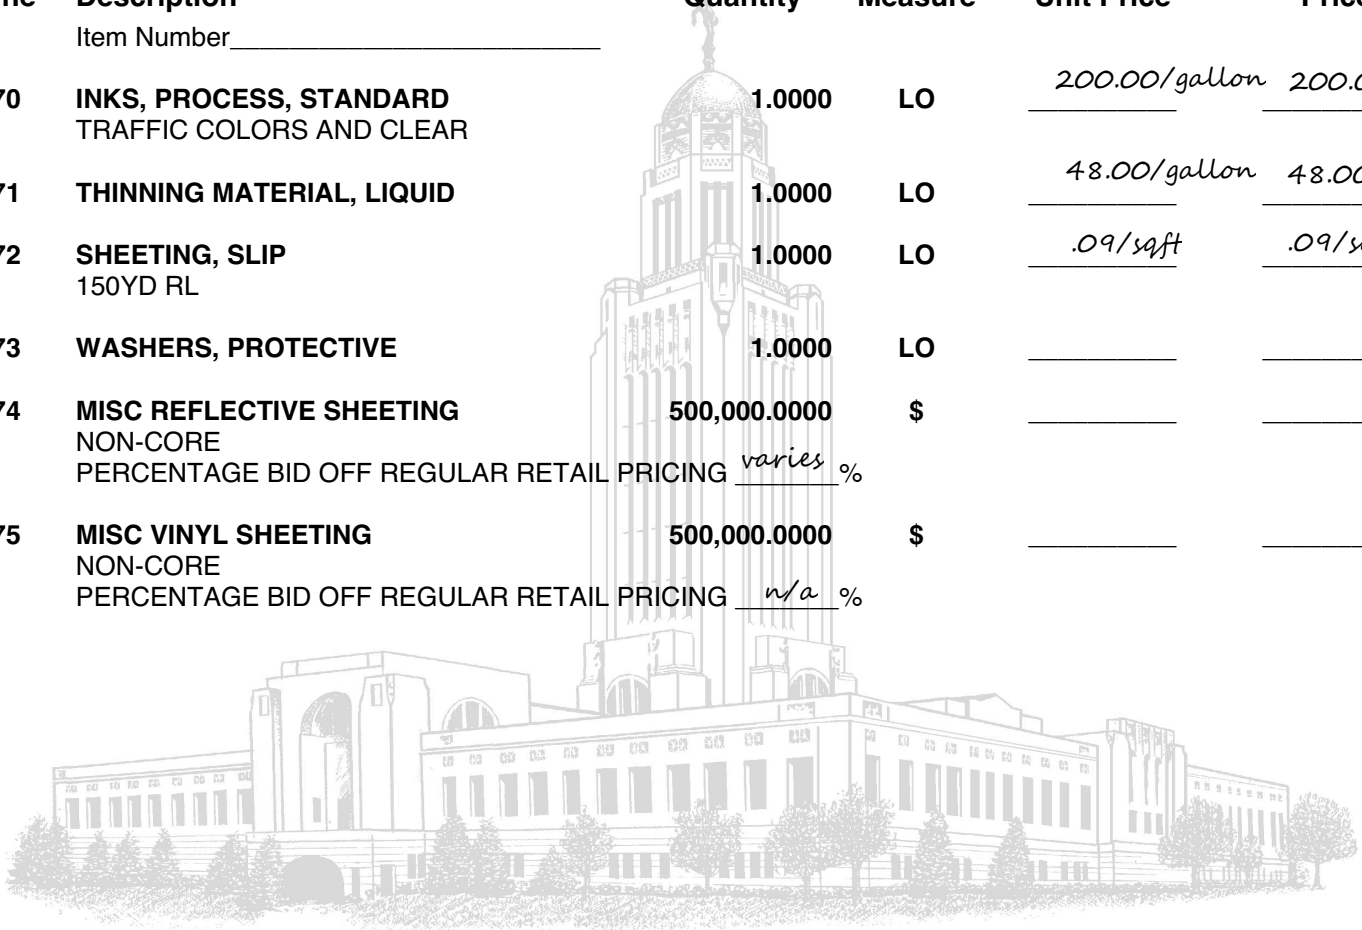 Description Quantity Measure Unit Price
Item Number__________________________
70 INKS, PROCESS, STANDARD 1.0000 LO 200.00/gallon 200.0
TRAFFIC COLORS AND CLEAR
71 THINNING MATERIAL, LIQUID 1.0000 LO 48.00/gallon 48.00
72 SHEETING, SLIP 1.0000 LO .09/sqft .09/s
150YD RL
73 WASHERS, PROTECTIVE 1.0000 LO
74 MISC REFLECTIVE SHEETING 500,000.0000 $
NON-CORE
PERCENTAGE BID OFF REGULAR RETAIL PRICING varies %
75 MISC VINYL SHEETING 500,000.0000 $
NON-CORE
PERCENTAGE BID OFF REGULAR RETAIL PRICING n/a %